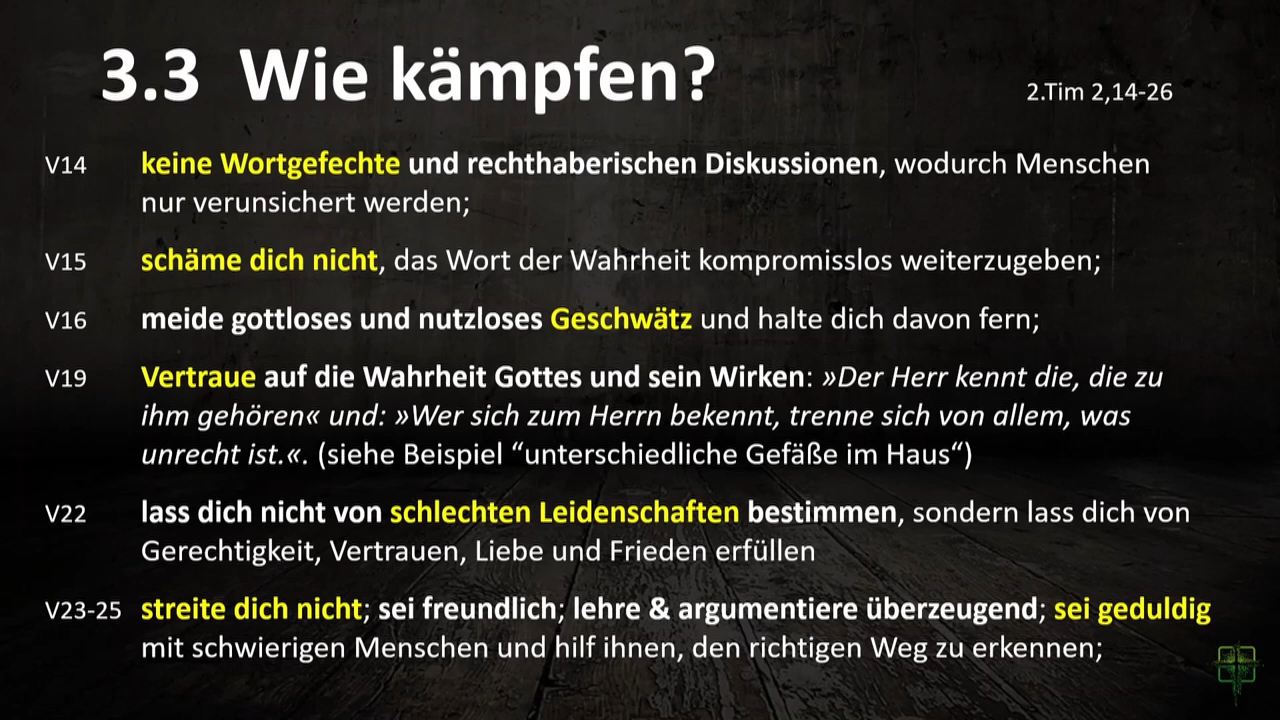 3.3 Wie kämpfen?
2.Tim 2,14-26
V14 keine Wortgefechte und rechthaberischen Diskussionen, wodurch Menschen
nur verunsichert werden;
V15 schäme dich nicht, das Wort der Wahrheit kompromisslos weiterzugeben;
V16 meide gottloses und nutzloses Geschwätz und halte dich davon fern;
V19 Vertraue auf die Wahrheit Gottes und sein Wirken: »Der Herr kennt die, die zu
ihm gehören« und: »Wer sich zum Herrn bekennt, trenne sich von allem, was
unrecht ist.«. (siehe Beispiel “unterschiedliche Gefäße im Haus“)
V22 lass dich nicht von schlechten Leidenschaften bestimmen, sondern lass dich von
Gerechtigkeit, Vertrauen, Liebe und Frieden erfüllen
V23-25 streite dich nicht; sei freundlich; lehre & argumentiere überzeugend; sei geduldig
mit schwierigen Menschen und hilf ihnen, den richtigen Weg zu erkennen;